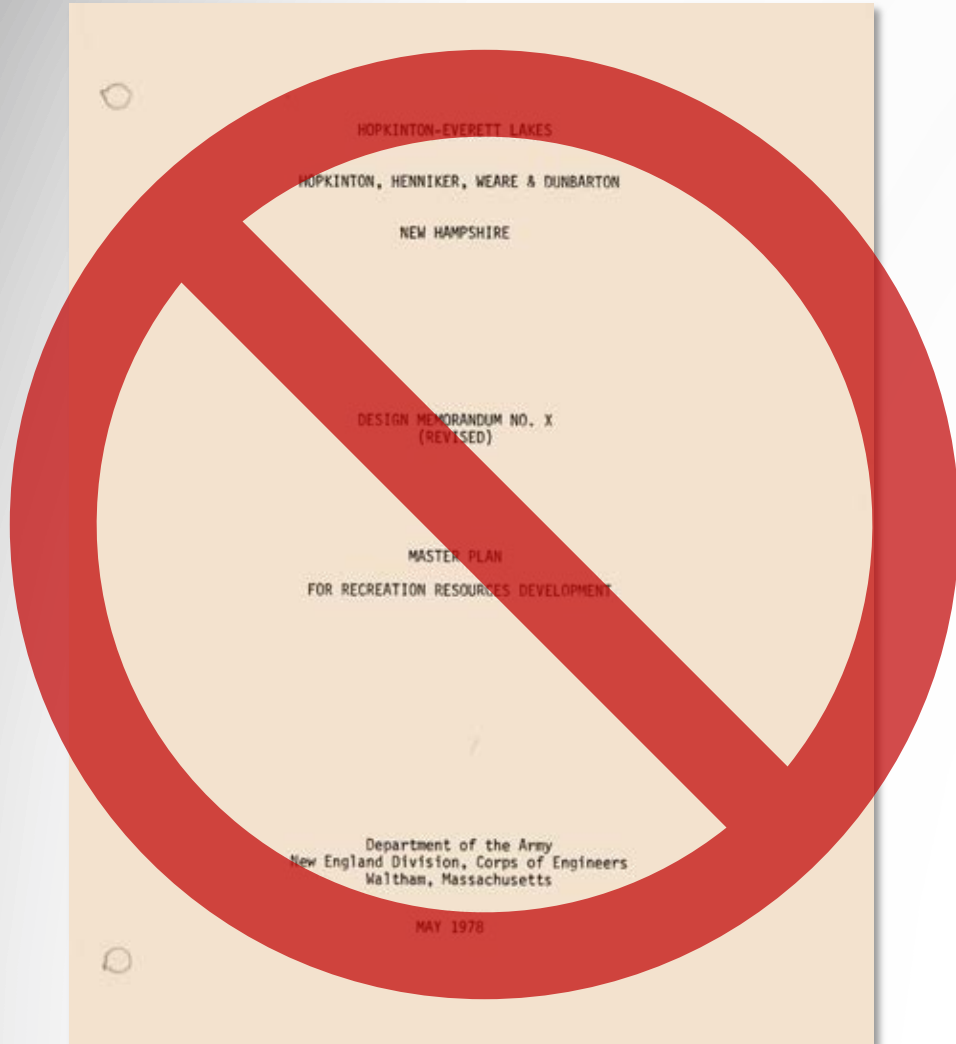 HOPKINTON-EVERETT LAKES
HOPKINTON, HENNIKER, WEARE & DUNBARTON
NEW HAMPSHIRE
DESIGN MEMORANDUM NO. X
(REVISED)
MASTER PLAN
FOR RECREATION RESOURCES DEVELOPMENT
Department of the Army
New England Division, Corps of Engineers
Waltham, Massachusetts
MAY 1978